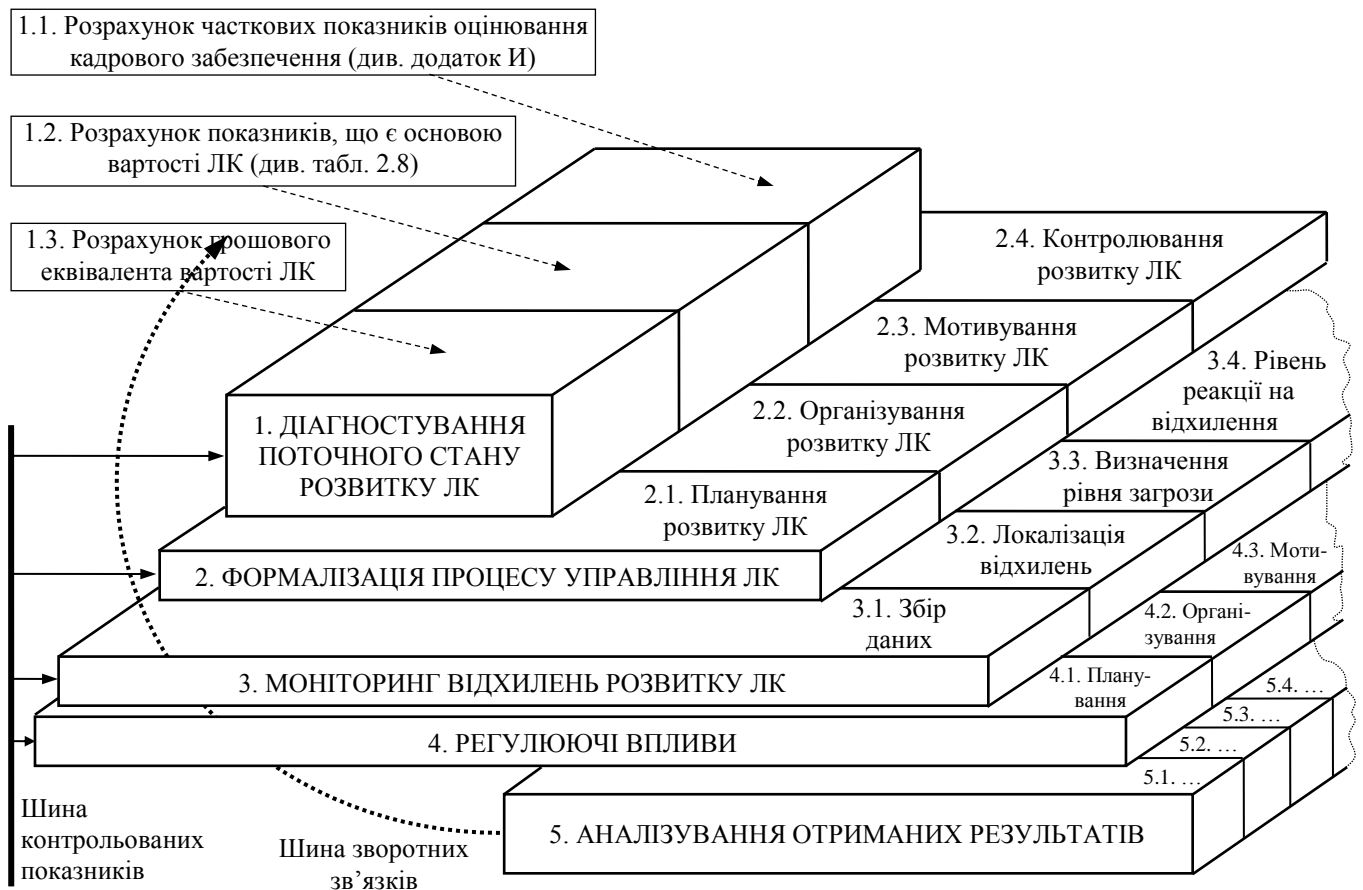 1.1. Розрахунок часткових показників оцінювання
кадрового забезпечення (див. додаток И)
1.2. Розрахунок показників, що є основою
вартості ЛК (див. табл. 2.8)
1.3. Розрахунок грошового
еквівалента вартості ЛК
1. ДІАГНОСТУВАННЯ
ПОТОЧНОГО СТАНУ
РОЗВИТКУ ЛК
2.4. Контролювання
розвитку ЛК
2.3. Мотивування
розвитку ЛК
2.2. Організування
розвитку ЛК
2.1. Планування
розвитку ЛК
2. ФОРМАЛІЗАЦІЯ ПРОЦЕСУ УПРАВЛІННЯ ЛК
3.4. Рівень
реакції на
відхилення
3.3. Визначення
рівня загрози
3.2. Локалізація
відхилень
3.1. Збір
даних
3. МОНІТОРИНГ ВІДХИЛЕНЬ РОЗВИТКУ ЛК
4.3. Моти-
вування
4.2. Органі-
зування
4.1. Плану-
вання
4. РЕГУЛЮЮЧІ ВПЛИВИ
5.4. …
5.3. …
5.2. …
5.1. …
5. АНАЛІЗУВАННЯ ОТРИМАНИХ РЕЗУЛЬТАТІВ
Шина
контрольованих
показників
Шина зворотних
зв’язків